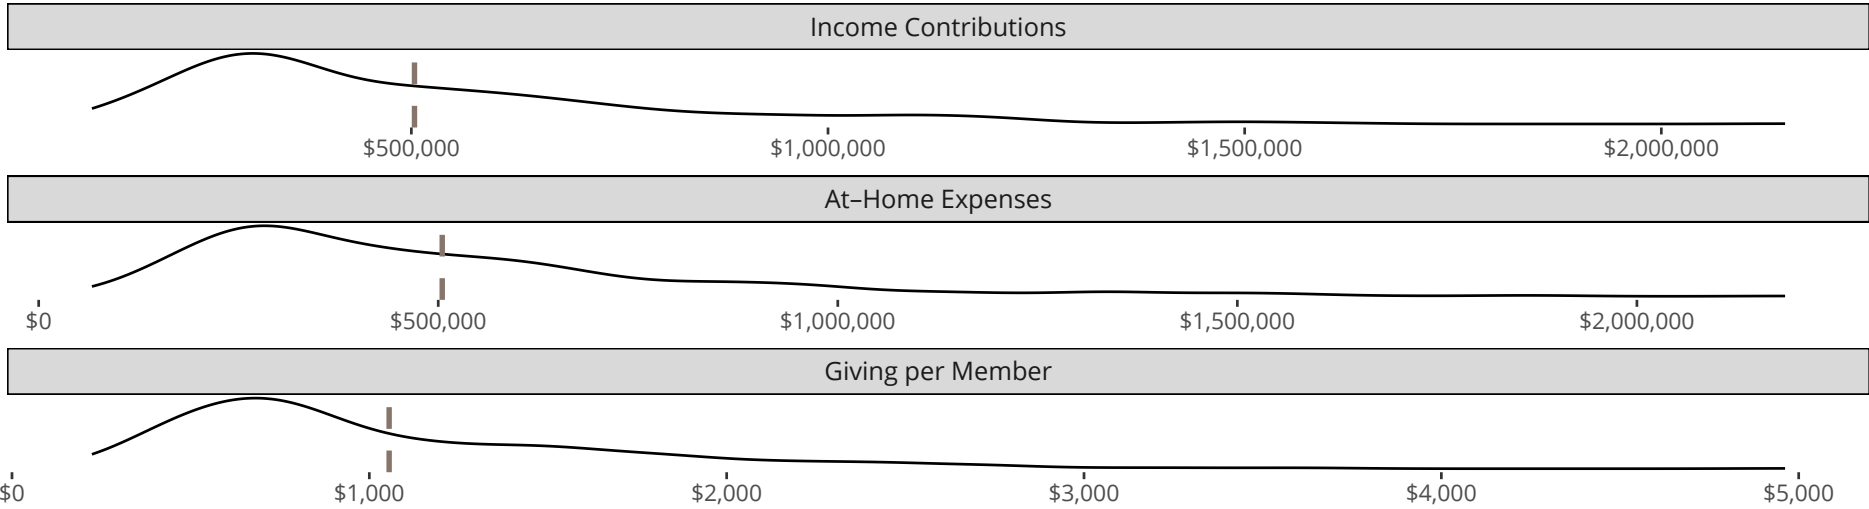 Income Contributions
$500,000 $1,000,000 $1,500,000 $2,000,000
At–Home Expenses
$0 $500,000 $1,000,000 $1,500,000 $2,000,000
Giving per Member
$0 $1,000 $2,000 $3,000 $4,000 $5,000